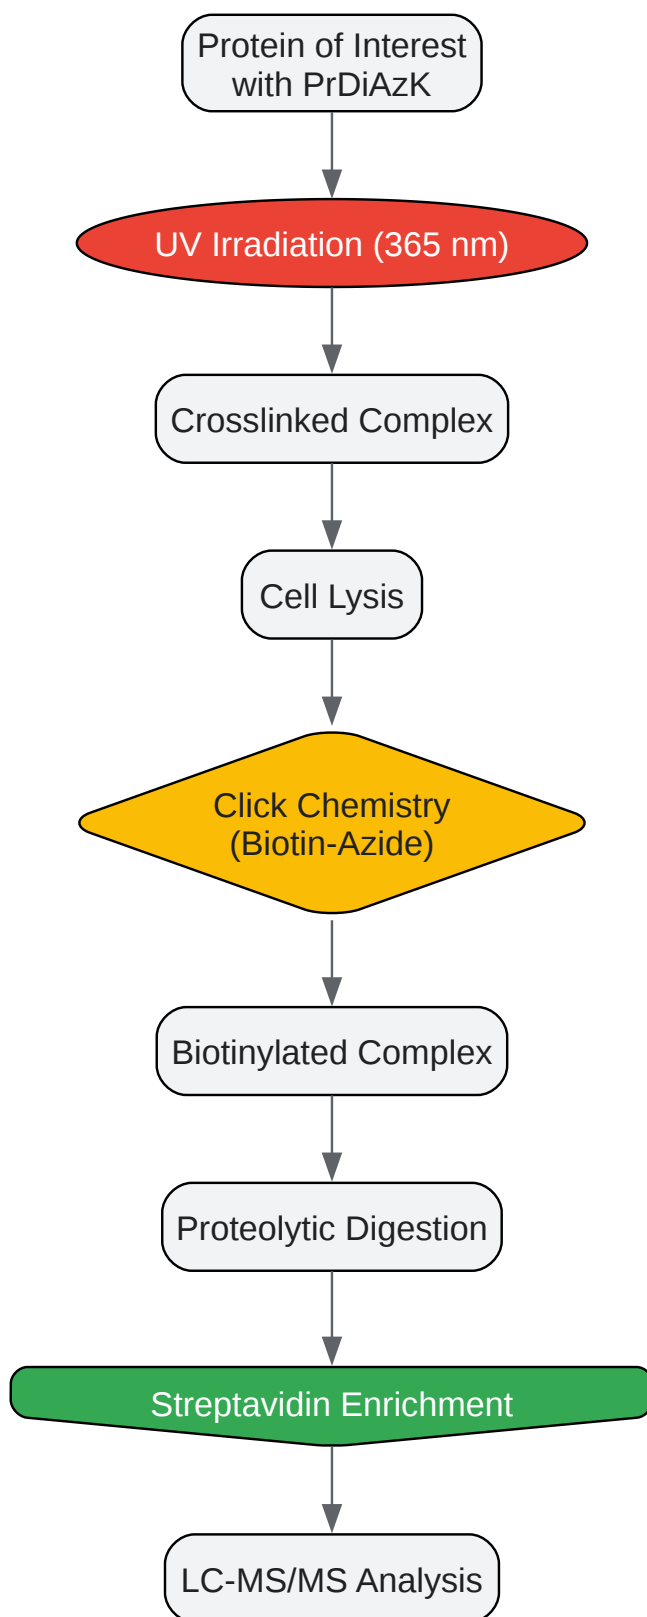 Protein of Interest
with PrDiAzK
UV Irradiation (365 nm)
Crosslinked Complex
Cell Lysis
Click Chemistry
(Biotin-Azide)
Biotinylated Complex
Proteolytic Digestion
Streptavidin Enrichment
LC-MS/MS Analysis